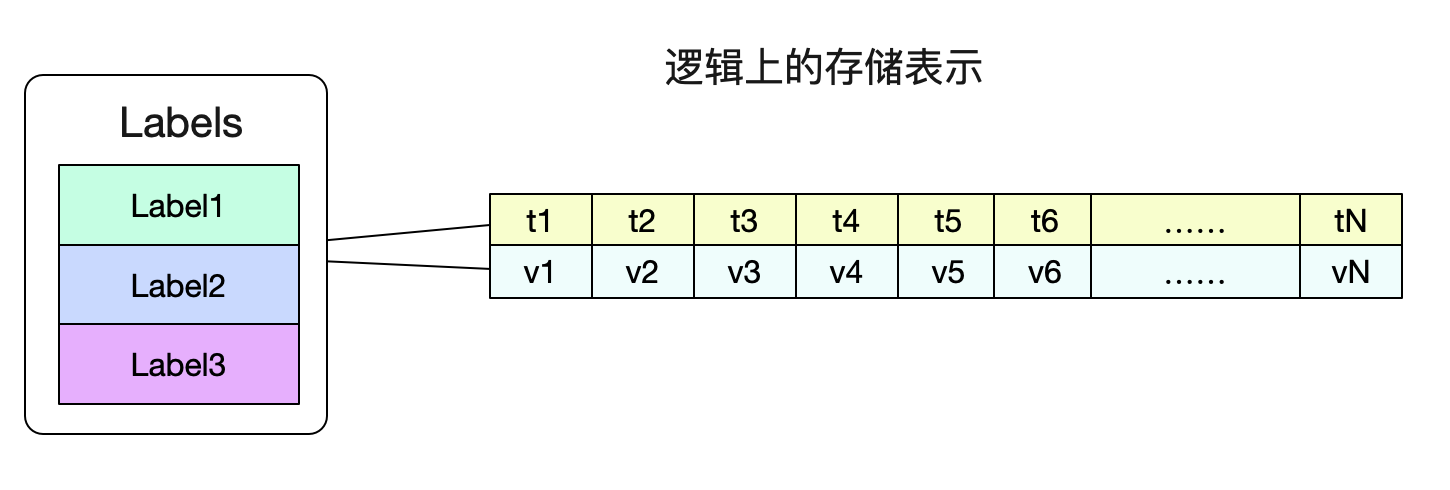 逻辑上的存储表示
Labels
Label1
Label2
Label3
t1 t2 t3 t4 t5 t6 ...... tN
v1 v2 v3 v4 v5 v6 ...... vN